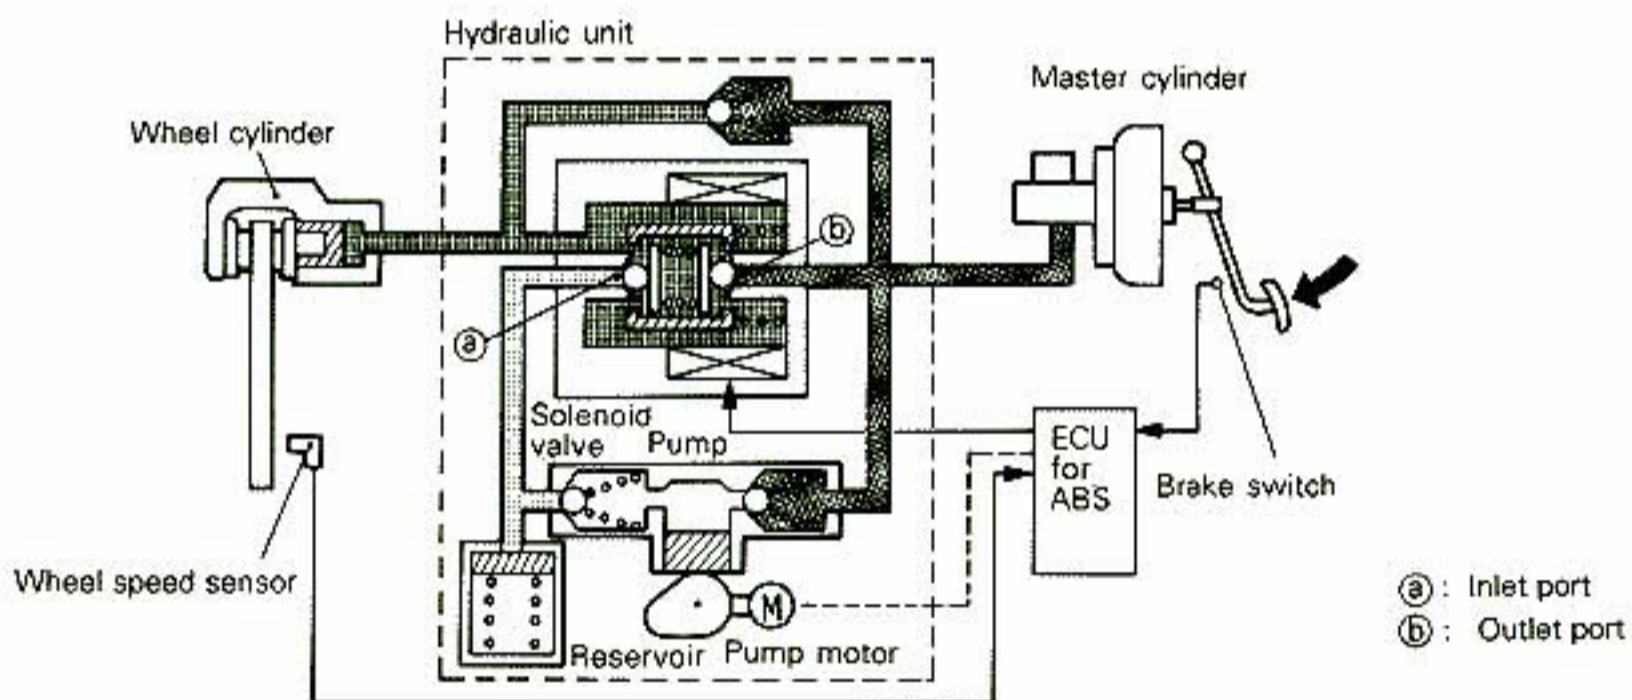 Hydraulic unit
Master cylinder
Wheel cylinder
ⓑ
ⓐ
Solenoid
valve
Pump
ECU
for
ABS
Brake switch
Wheel speed sensor
M
Reservoir
Pump motor
ⓐ : Inlet port
ⓑ : Outlet port